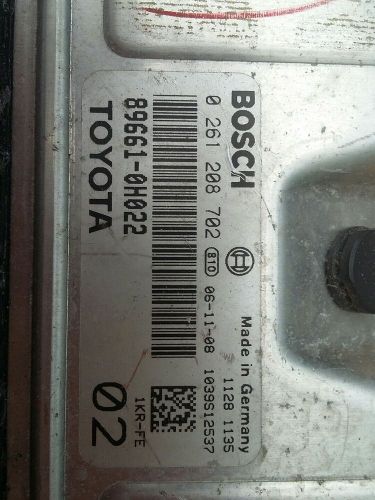 BOSCH
0 261 208 702
B10
06-11-08
Made in Germany
1128 1135
1039S12537
89661-0H022
TOYOTA
02
1KR-FE